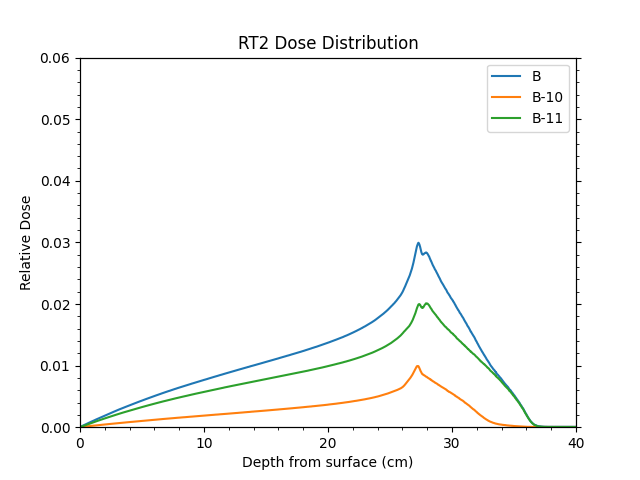 RT2 Dose Distribution
0.06
0.05
0.04
0.03
0.02
0.01
0.00
Relative Dose
B
B-10
B-11
0 10 20 30 40
Depth from surface (cm)